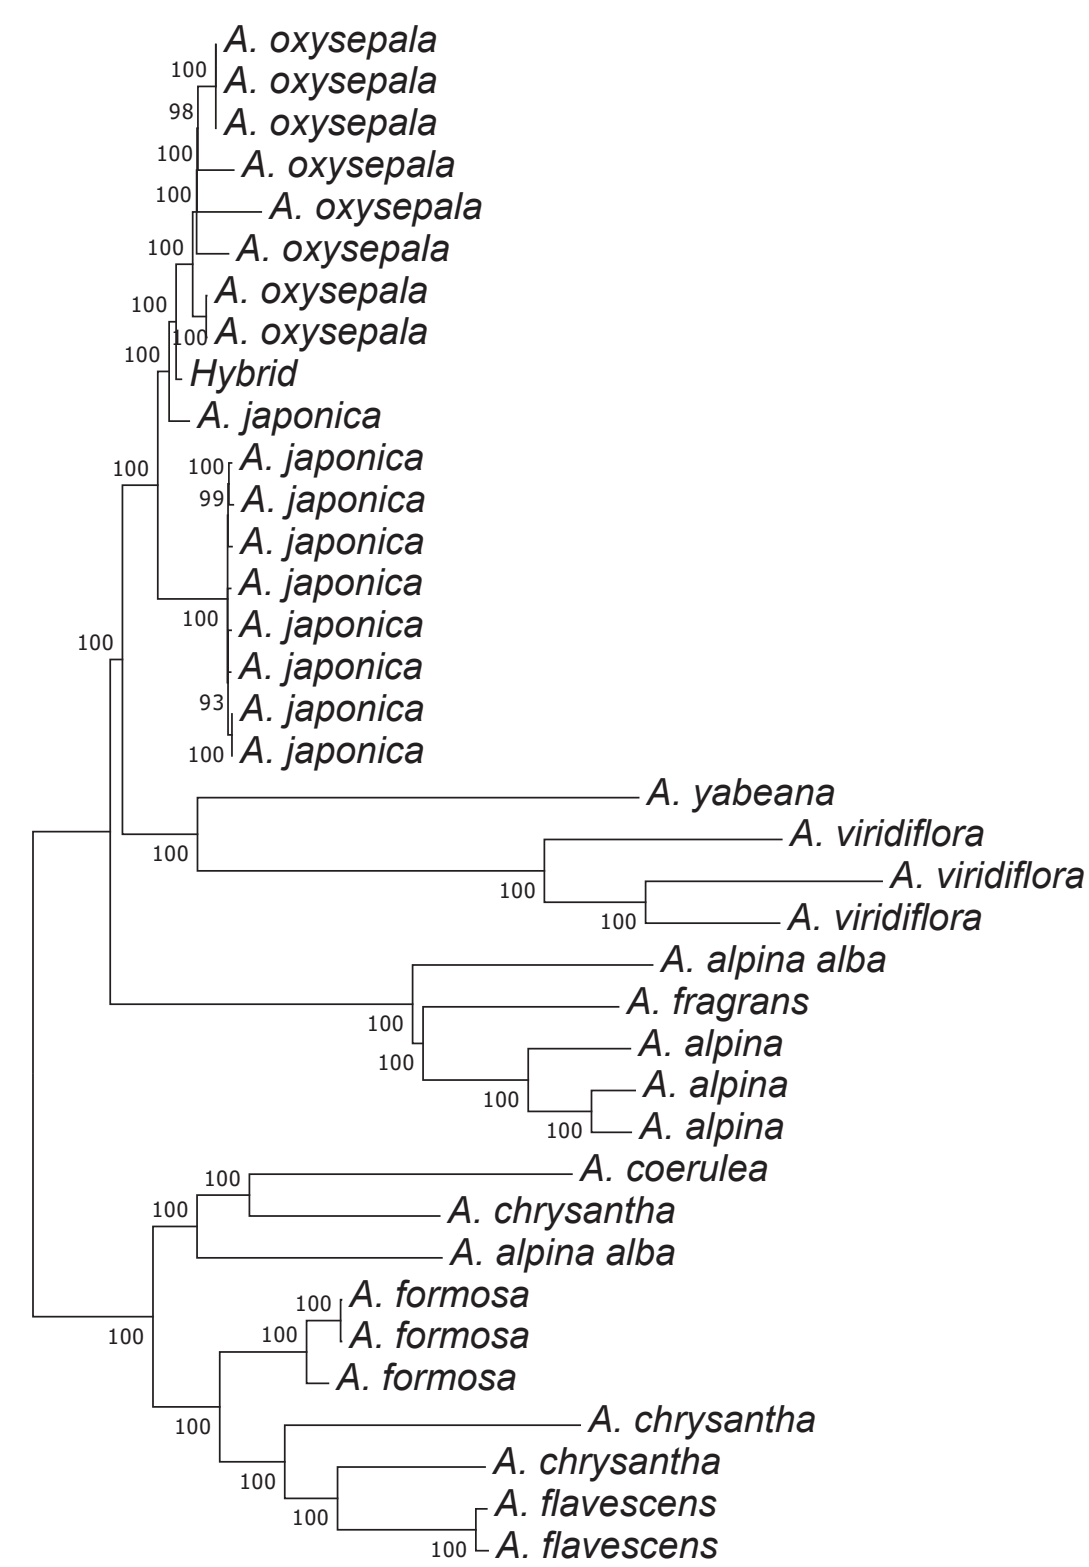 A. oxysepala
100
A. oxysepala
98
A. oxysepala
100
A. oxysepala
100
A. oxysepala
100
A. oxysepala
A. oxysepala
100
100
A. oxysepala
100
Hybrid
A. japonica
100
100
A. japonica
99
A. japonica
A. japonica
A. japonica
100
A. japonica
100
A. japonica
93
A. japonica
100
A. japonica
A. yabeana
A. viridiflora
100
A. viridiflora
100
100
A. viridiflora
A. alpina alba
A. fragrans
100
A. alpina
100
A. alpina
100
A. alpina
100
A. coerulea
100
A. chrysantha
100
A. alpina alba
A. formosa
100
A. formosa
100
100
A. formosa
A. chrysantha
100
A. chrysantha
100
A. flavescens
100
A. flavescens
100